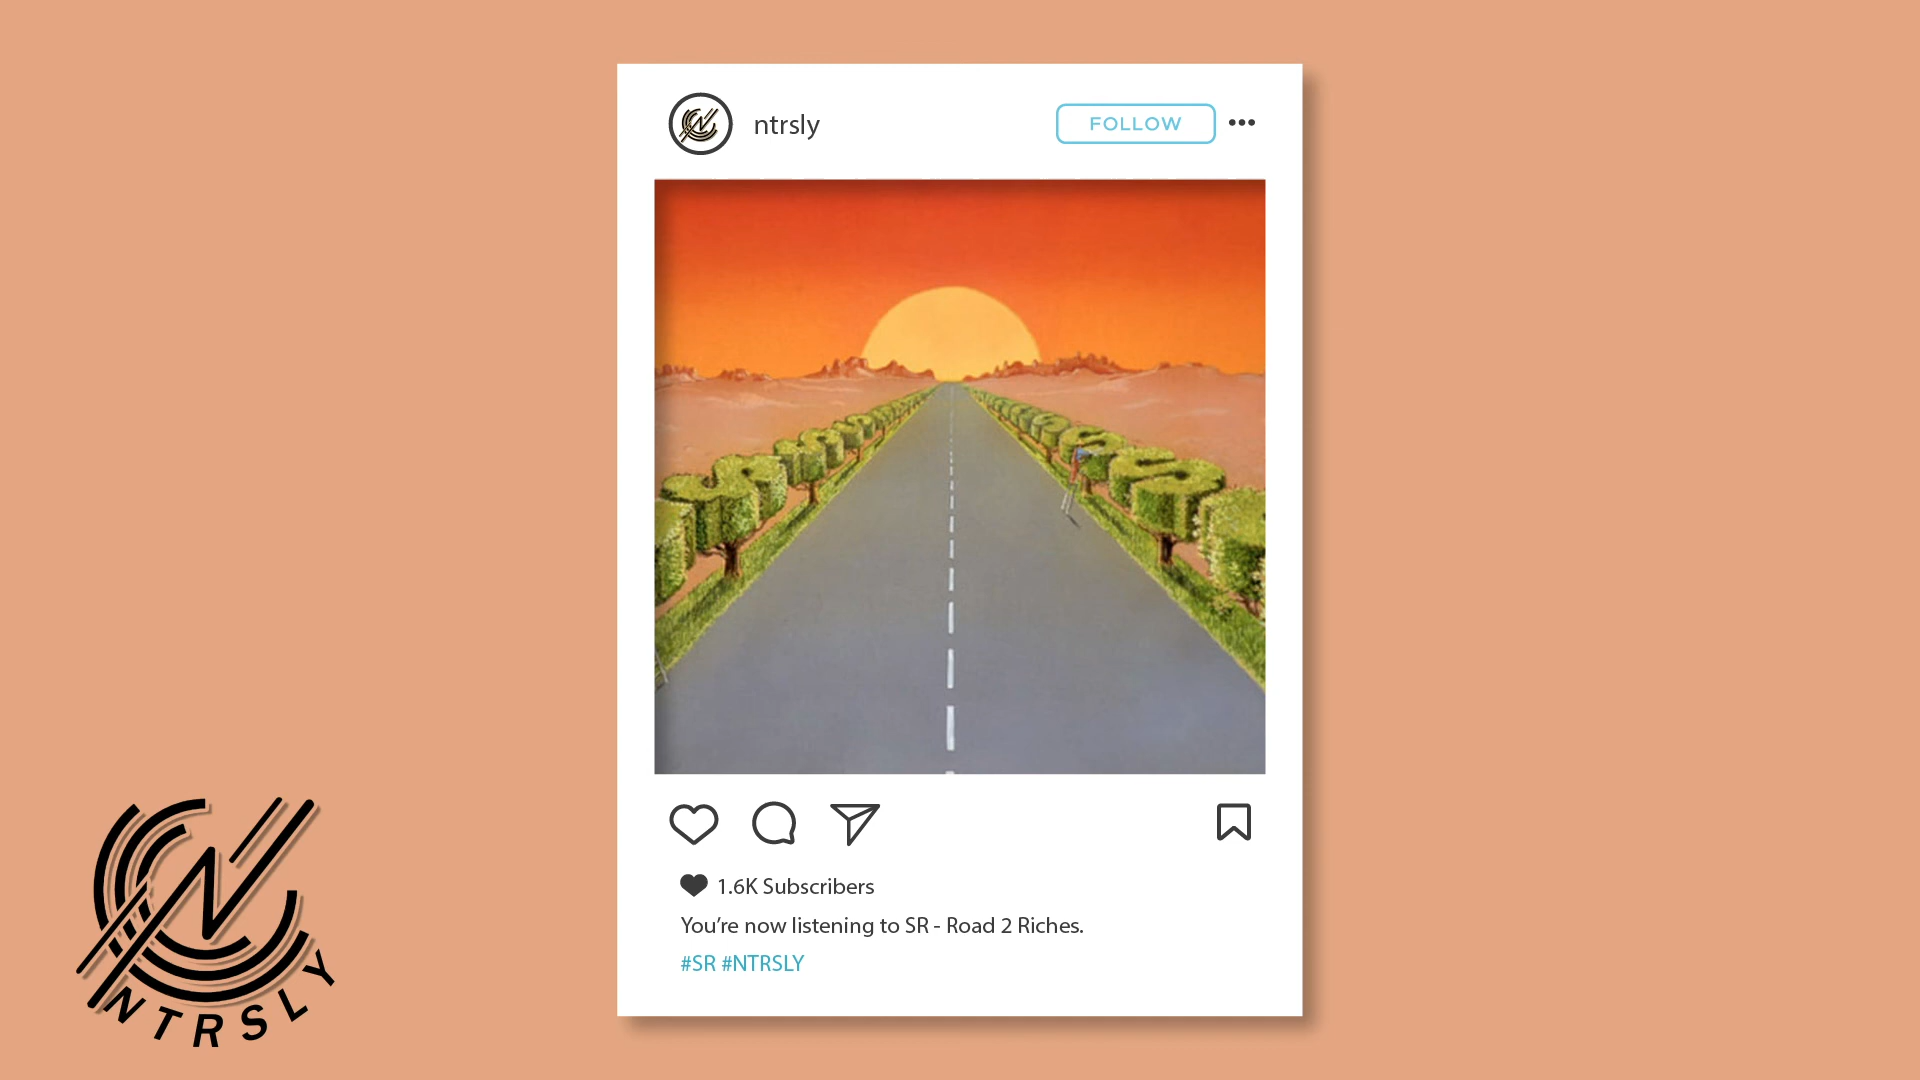 ntrsly
FOLLOW
1.6K Subscribers
You're now listening to SR - Road 2 Riches.
#SR #NTRSLY
NTRSLY